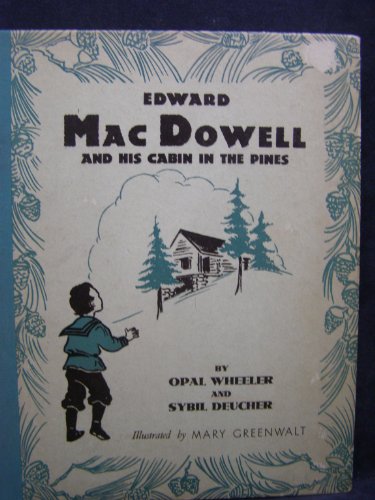 EDWARD
MAC DOWELL
AND HIS CABIN IN THE PINES
BY
OPAL WHEELER
AND
SYBIL DEUCHER
Illustrated by MARY GREENWALT